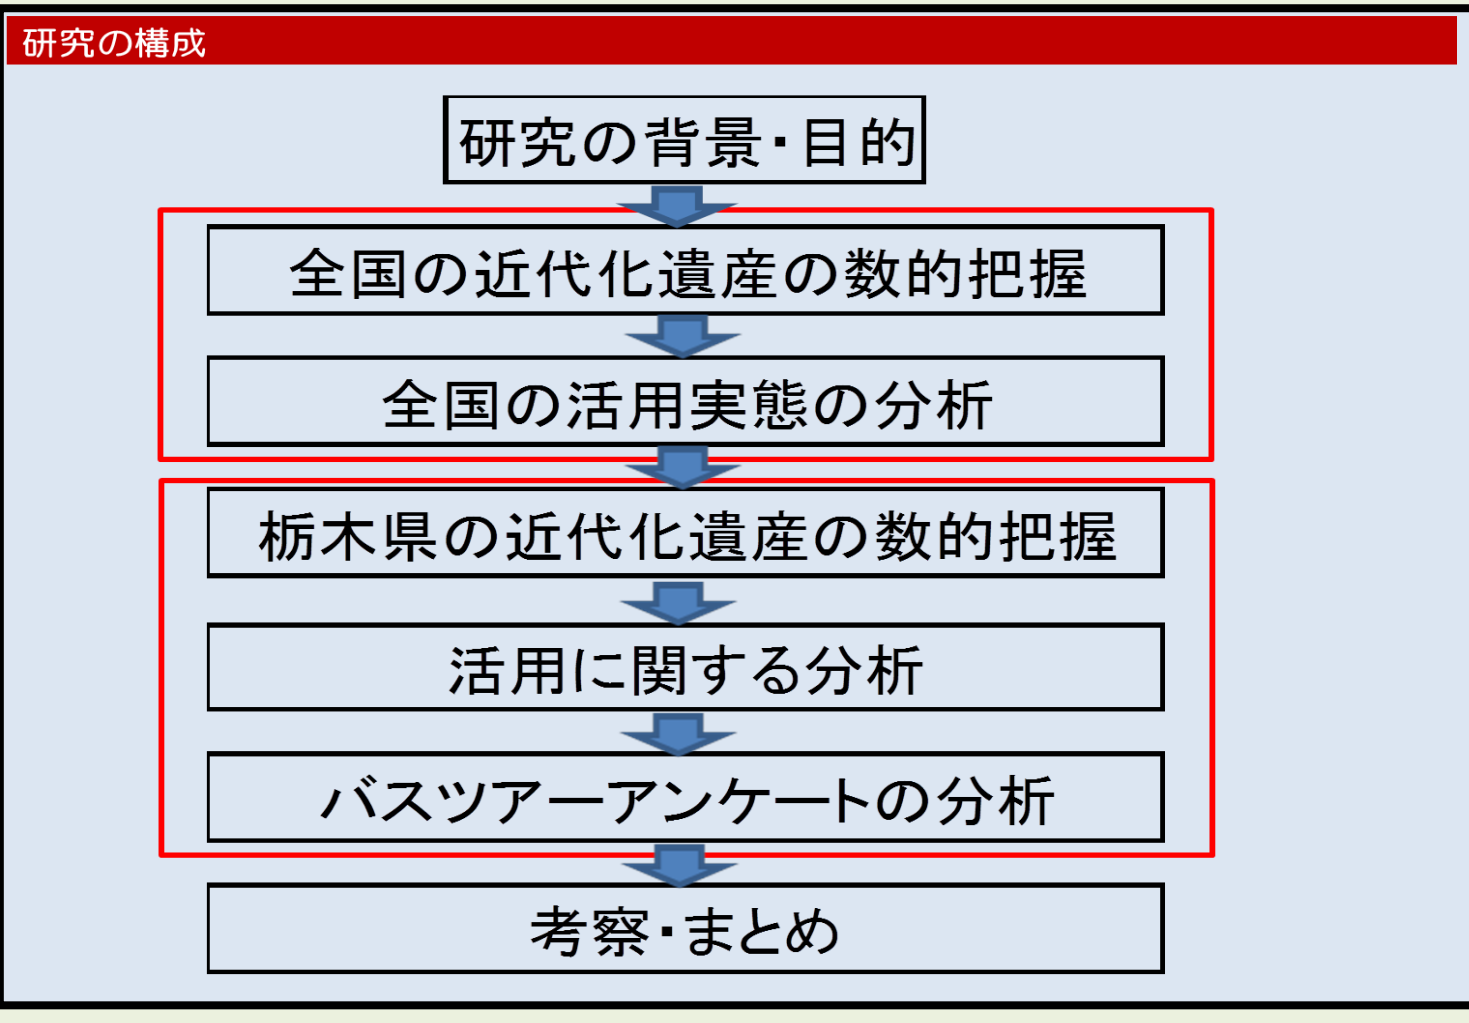 研究の構成
研究の背景・目的
全国の近代化遺産の数的把握
全国の活用実態の分析
栃木県の近代化遺産の数的把握
活用に関する分析
バスツアーアンケートの分析
考察・まとめ